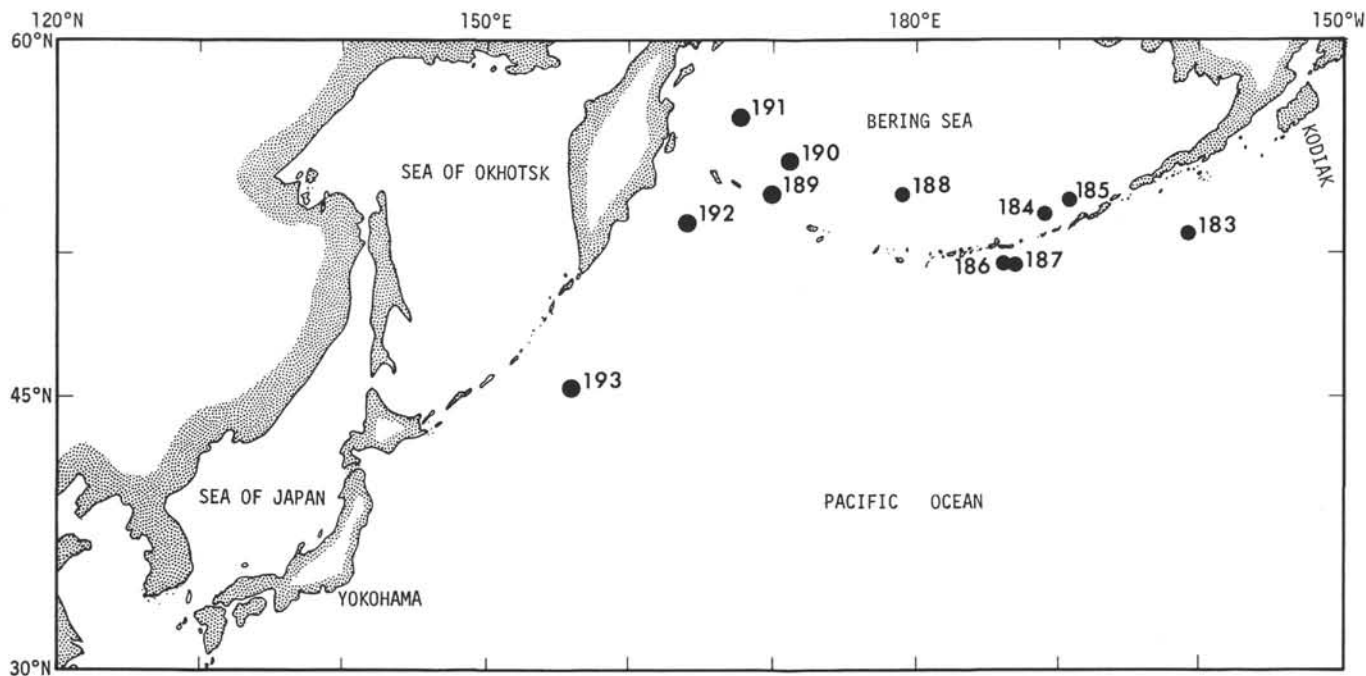 120°N
150°E
180°E
150°W
60°N
191
BERING SEA
190
KODIAK
SEA OF OKHOTSK
189
188
185
184
192
183
186
187
193
45°N
SEA OF JAPAN
PACIFIC OCEAN
YOKOHAMA
30°N